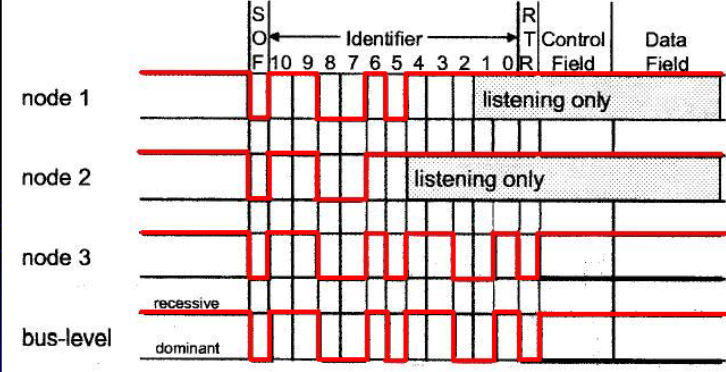 S
O
F
Identifier
R
T
R
Control
Field
Data
Field
10 9 8 7 6 5 4 3 2 1 0
node 1
listening only
node 2
listening only
node 3
recessive
bus-level
dominant